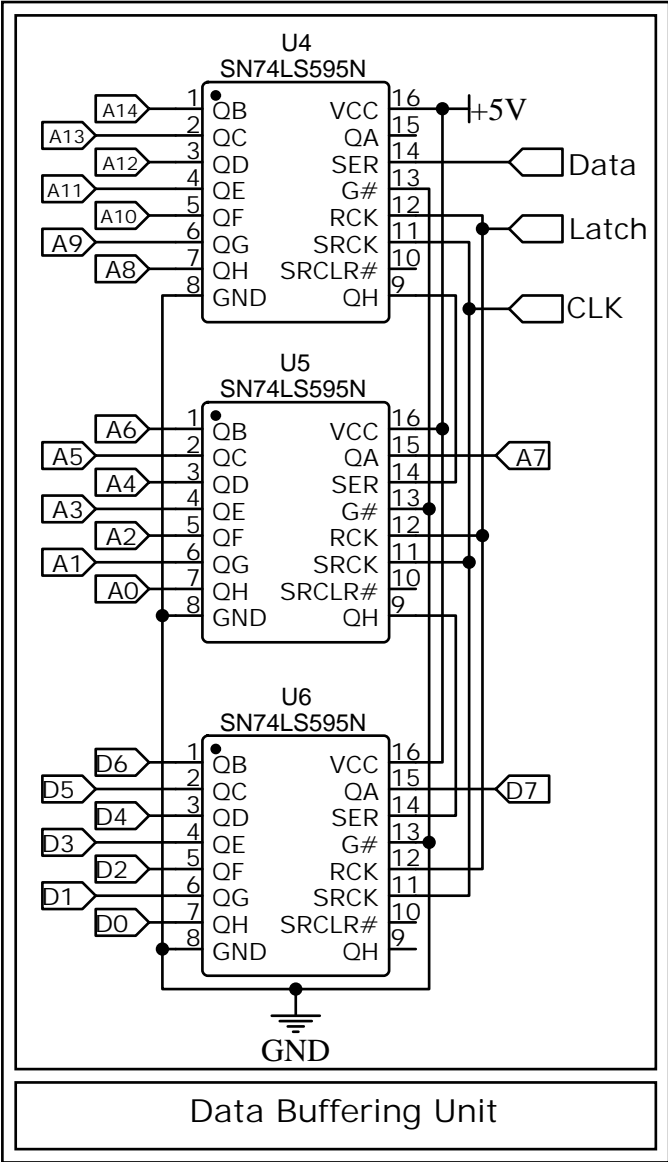 U4
SN74LS595N
A14 1 QB VCC 16 +5V
A13 2 QC QA 15
A12 3 QD SER 14 Data
A11 4 QE G# 13
A10 5 QF RCK 12 Latch
A9 6 QG SRCK 11
A8 7 QH SRCLR# 10
8 GND QH 9 CLK
U5
SN74LS595N
A6 1 QB VCC 16
A5 2 QC QA 15 A7
A4 3 QD SER 14
A3 4 QE G# 13
A2 5 QF RCK 12
A1 6 QG SRCK 11
A0 7 QH SRCLR# 10
8 GND QH 9
U6
SN74LS595N
D6 1 QB VCC 16
D5 2 QC QA 15 D7
D4 3 QD SER 14
D3 4 QE G# 13
D2 5 QF RCK 12
D1 6 QG SRCK 11
D0 7 QH SRCLR# 10
8 GND QH 9
GND
Data Buffering Unit